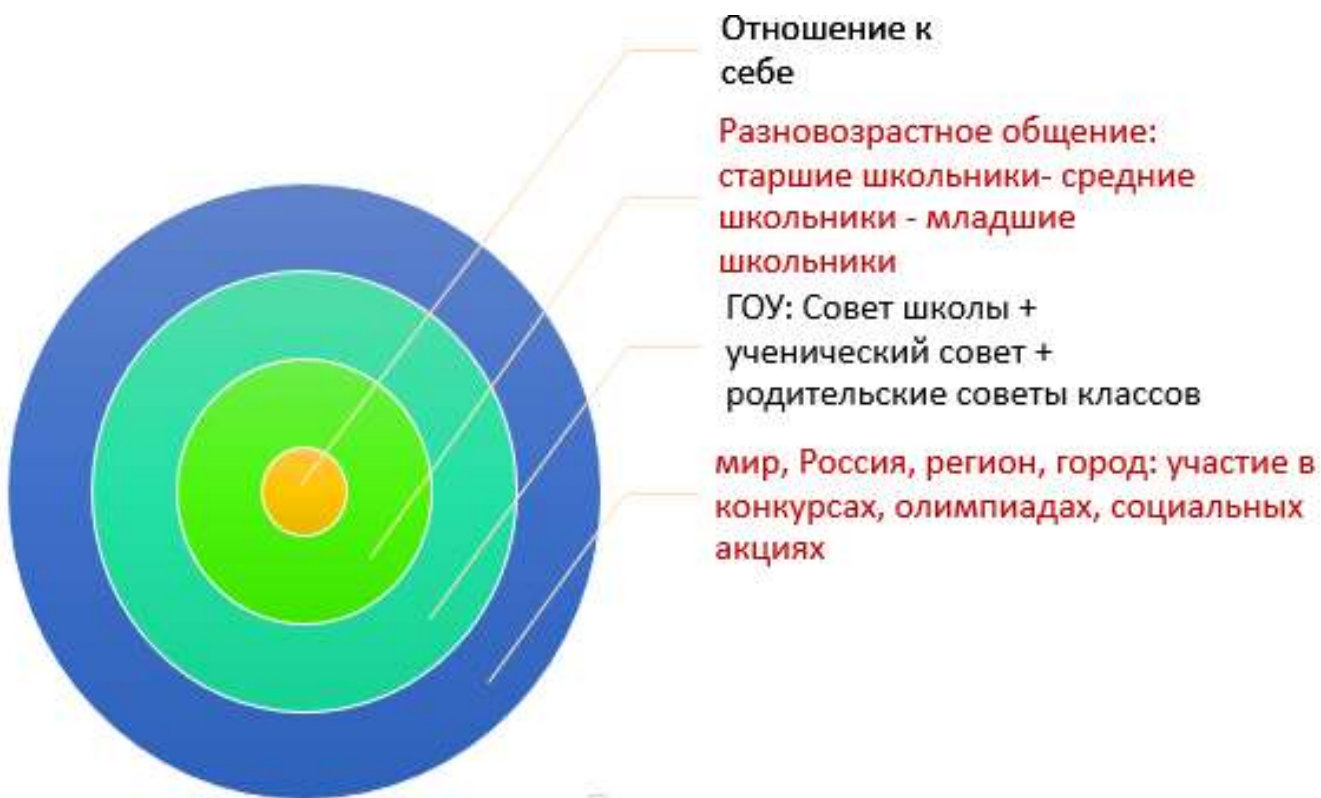 Отношение к
себе
Разновозрастное общение:
старшие школьники- средние
школьники - младшие
школьники
ГОУ: Совет школы +
ученический совет +
родительские советы классов
мир, Россия, регион, город: участие в
конкурсах, олимпиадах, социальных
акциях